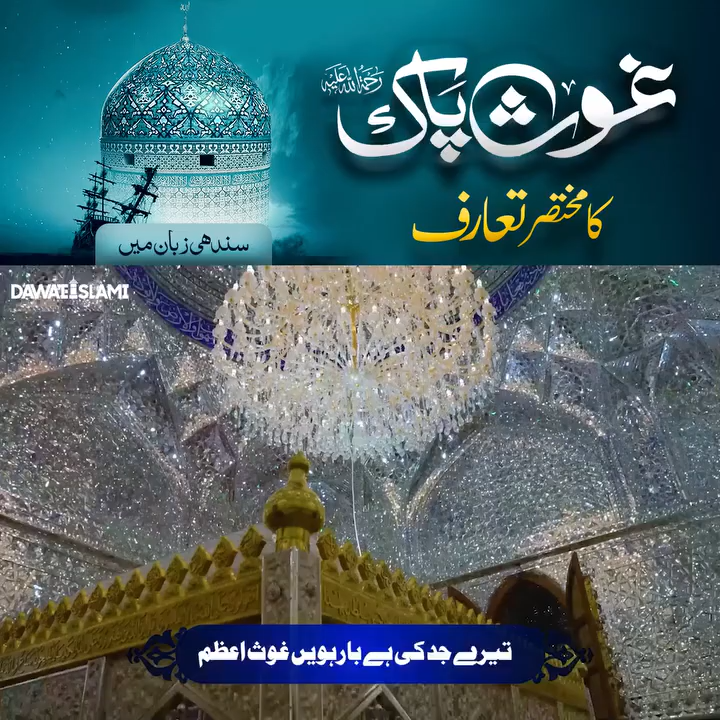 غوث پاک رحمۃ اللہ علیہ
کا مختصر تعارف
سندھی زبان میں
DAWATEISLAMI
تیرے جد کی ہے بارہویں غوث اعظم